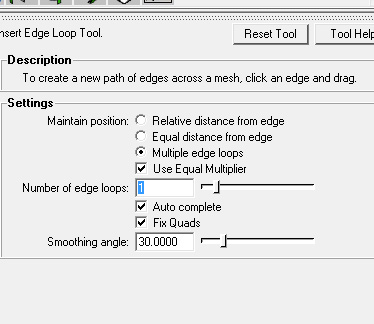 nsert Edge Loop Tool.
Reset Tool
Tool Help
Description
To create a new path of edges across a mesh, click an edge and drag.
Settings
Maintain position: Relative distance from edge
Equal distance from edge
Multiple edge loops
Use Equal Multiplier
Number of edge loops: 1
Auto complete
Fix Quads
Smoothing angle: 30.0000